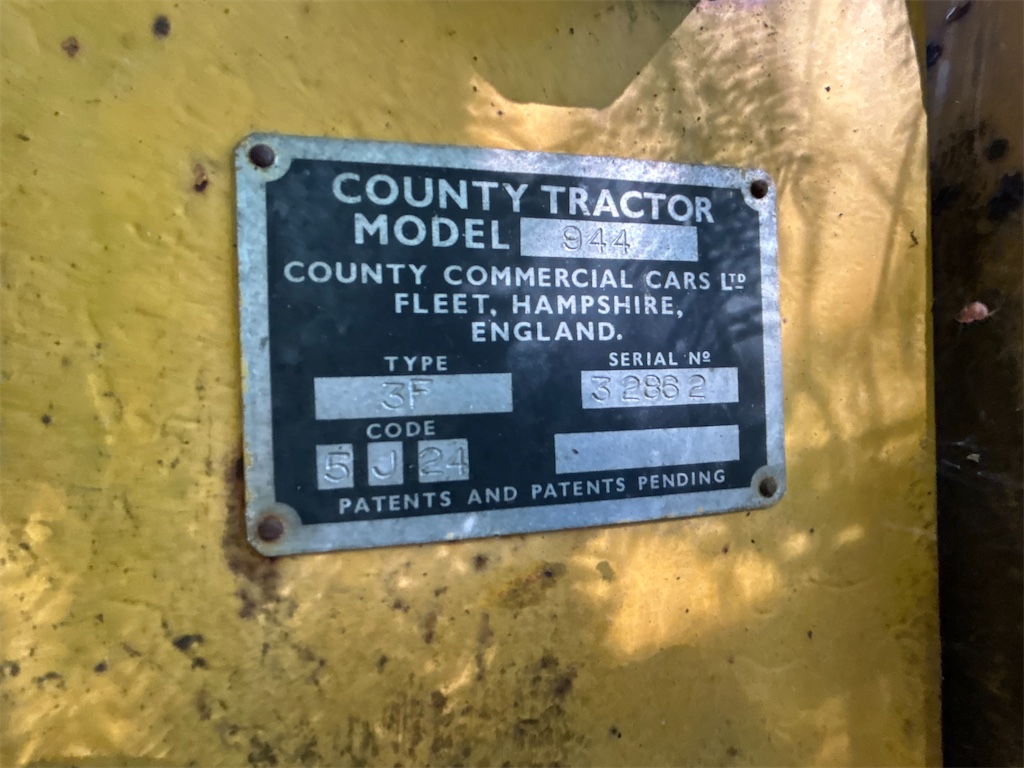 COUNTY TRACTOR
MODEL 944
COUNTY COMMERCIAL CARS LTD
FLEET, HAMPSHIRE,
ENGLAND.
TYPE SERIAL Nº
3F 32862
CODE
5 J 24
PATENTS AND PATENTS PENDING